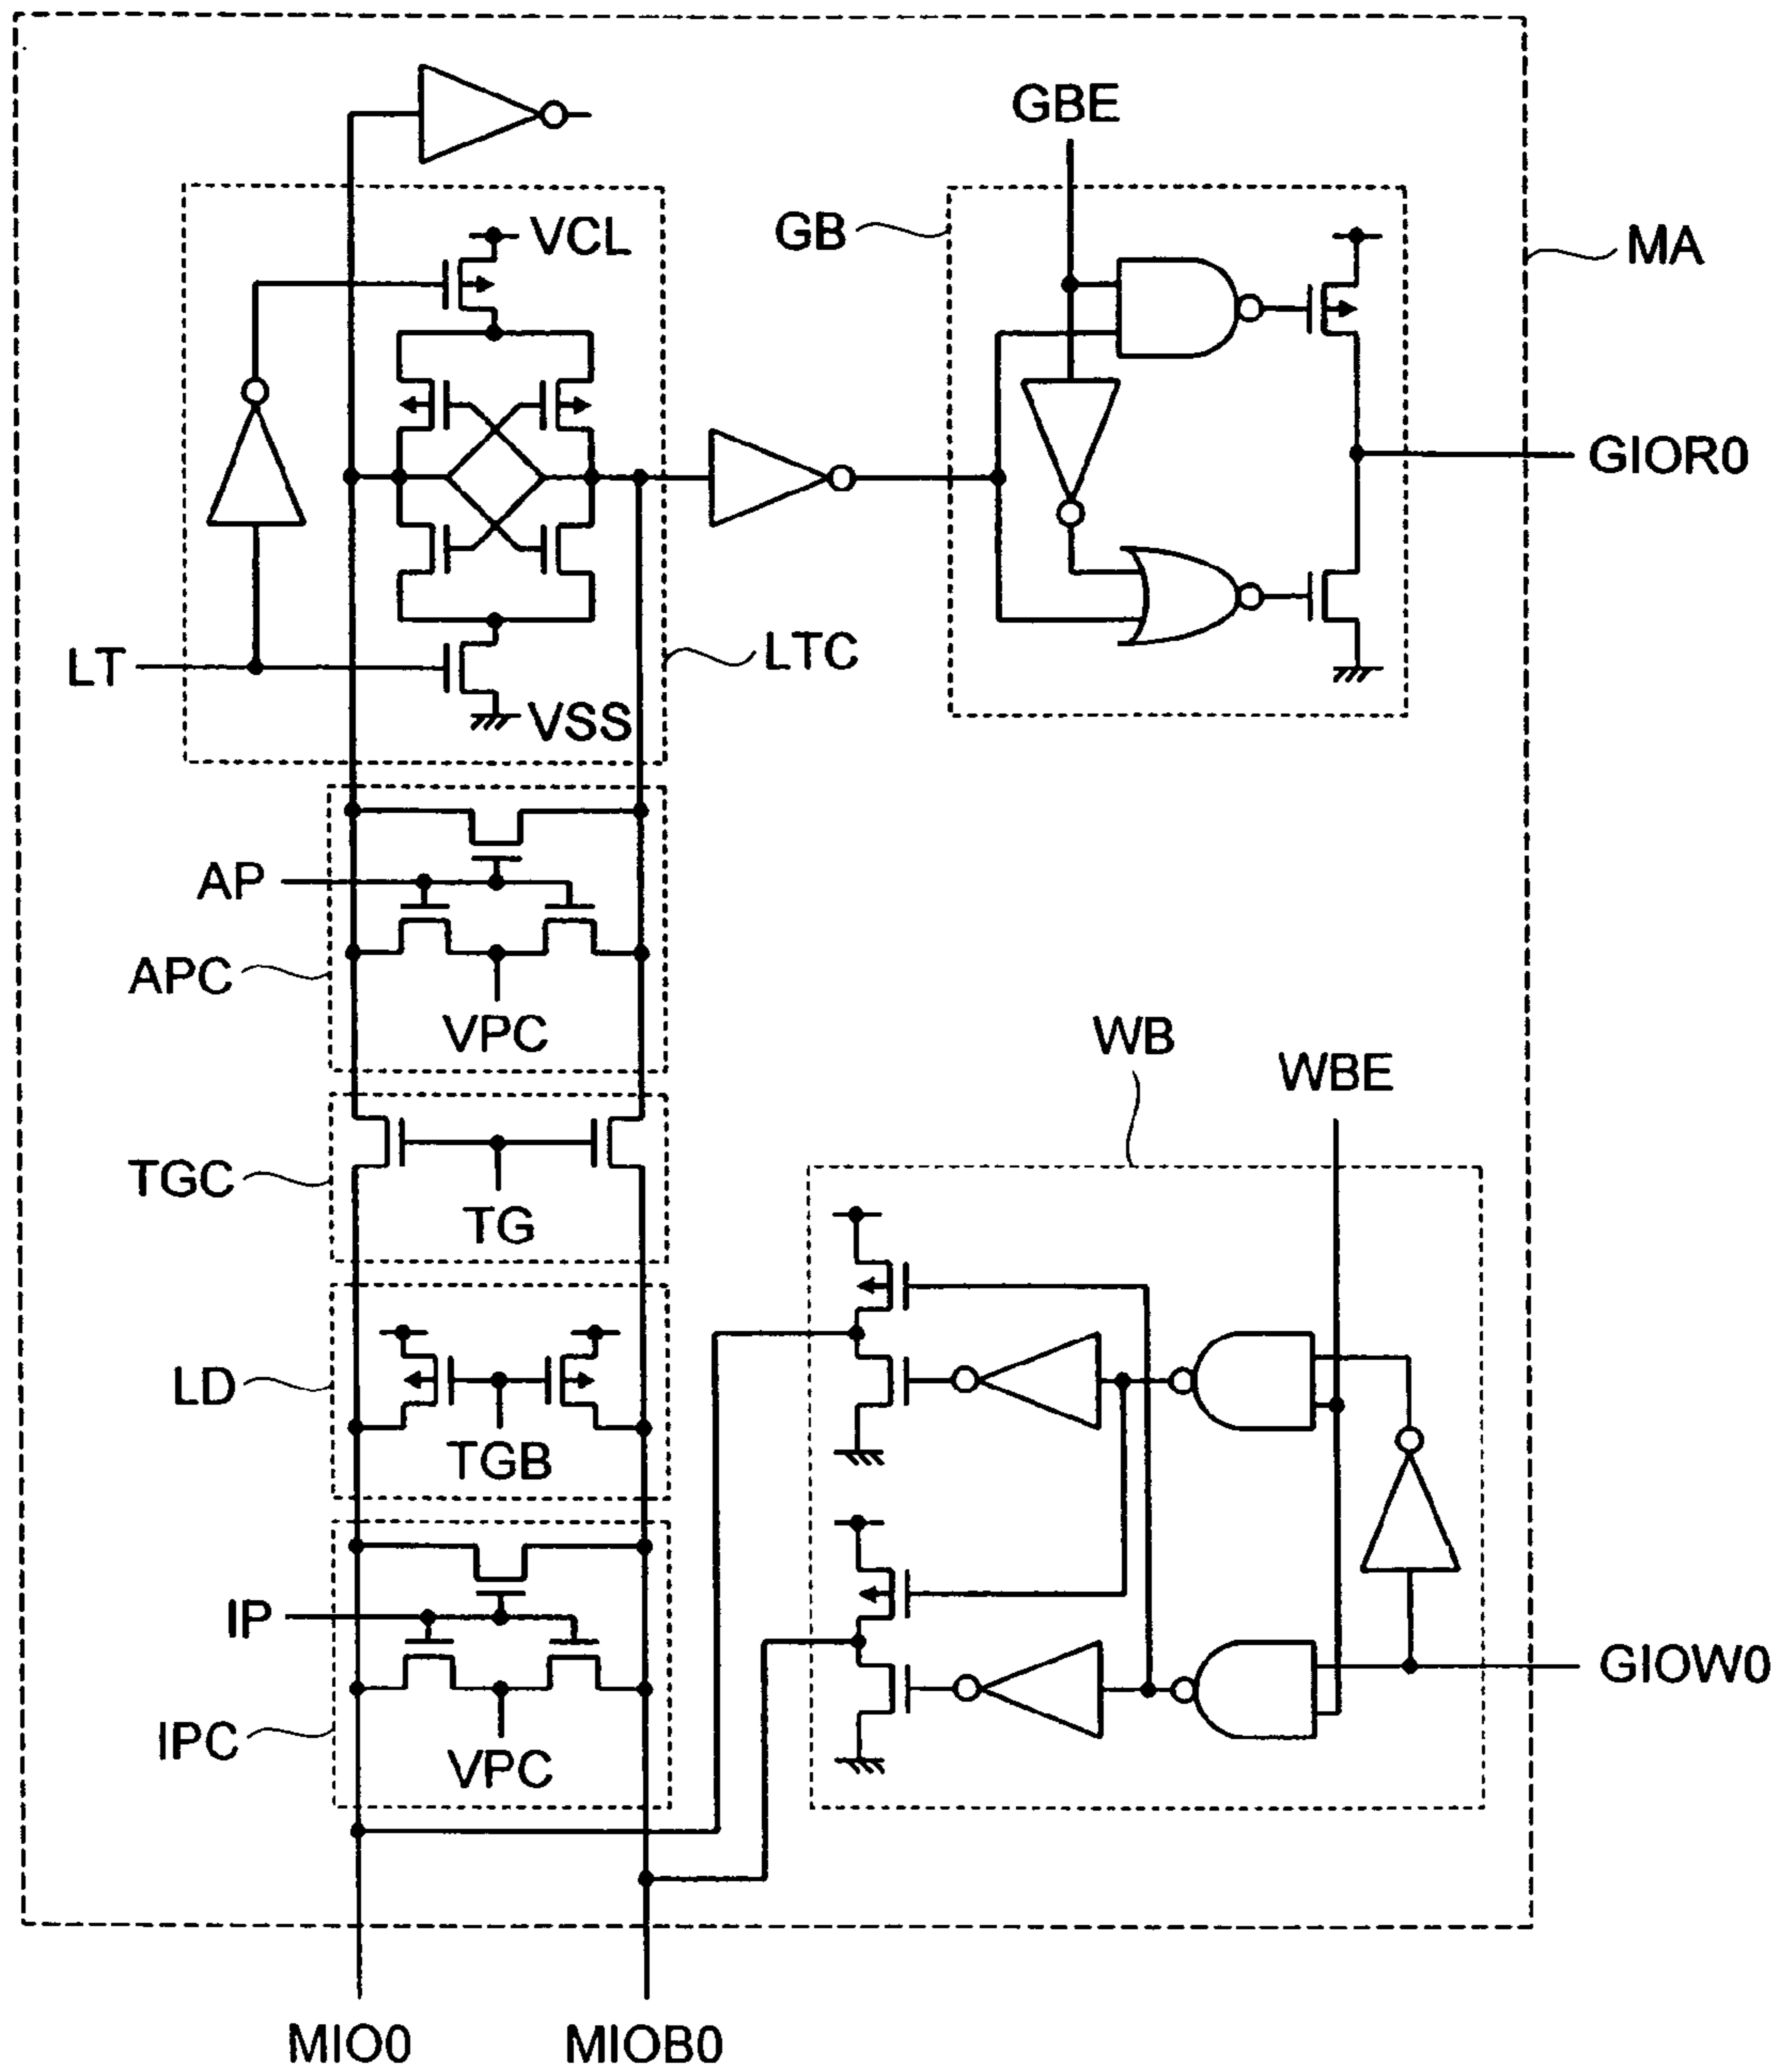 GBE
VCL
GB
MA
GIOR0
LT
LTC
VSS
AP
APC
VPC
WB
WBE
TGC
TG
LD
TGB
IP
GIOW0
IPC
VPC
MIO0
MIOB0